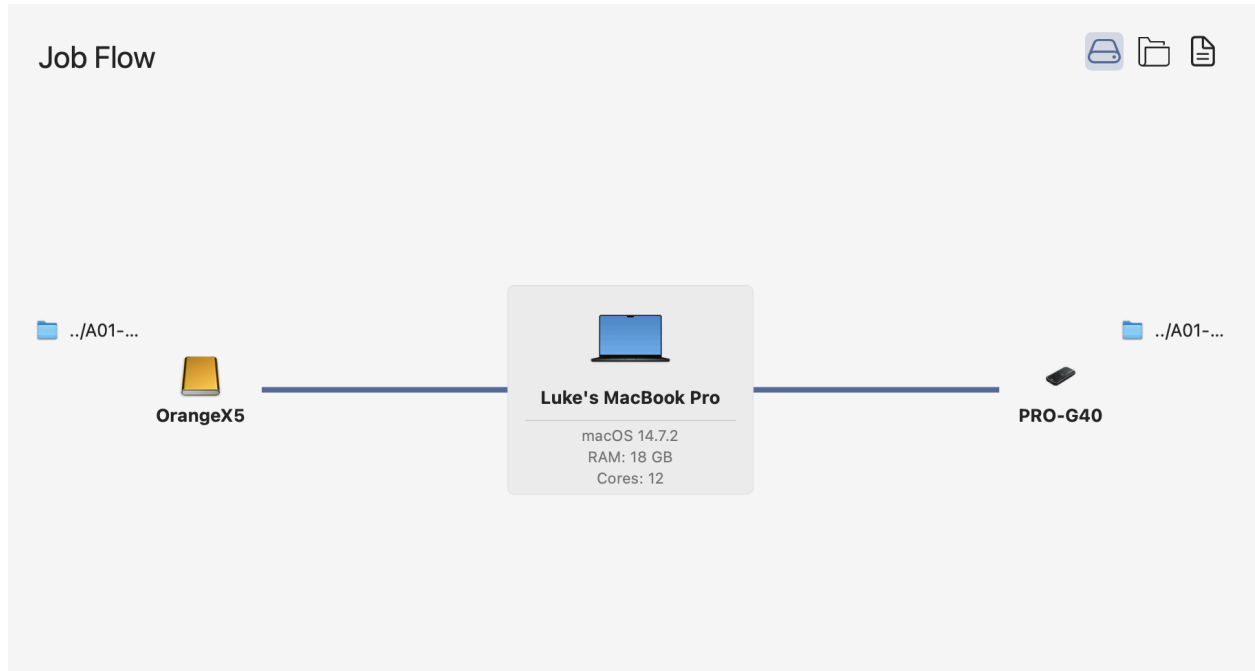 Job Flow
../A01-...
OrangeX5
Luke's MacBook Pro
macOS 14.7.2
RAM: 18 GB
Cores: 12
../A01-...
PRO-G40